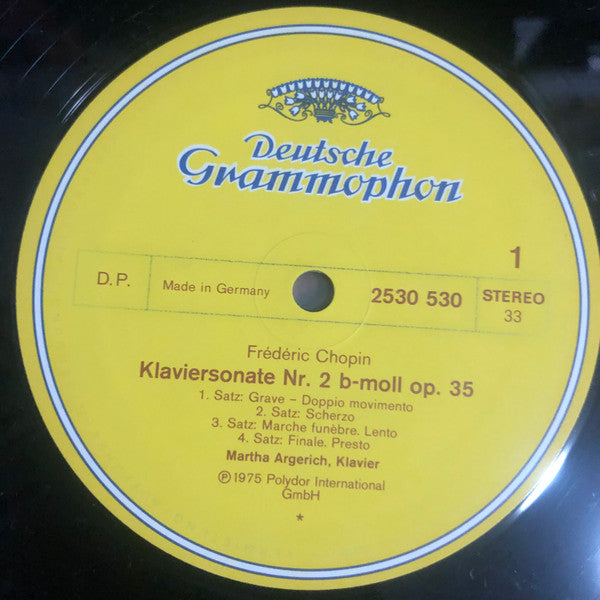 Deutsche
Grammophon
1
D.P.
Made in Germany
2530 530
STEREO
33
Frédéric Chopin
Klaviersonate Nr. 2 b-moll op. 35
1. Satz: Grave – Doppio movimento
2. Satz: Scherzo
3. Satz: Marche funèbre. Lento
4. Satz: Finale. Presto
Martha Argerich, Klavier
Ⓟ 1975 Polydor International
GmbH
*